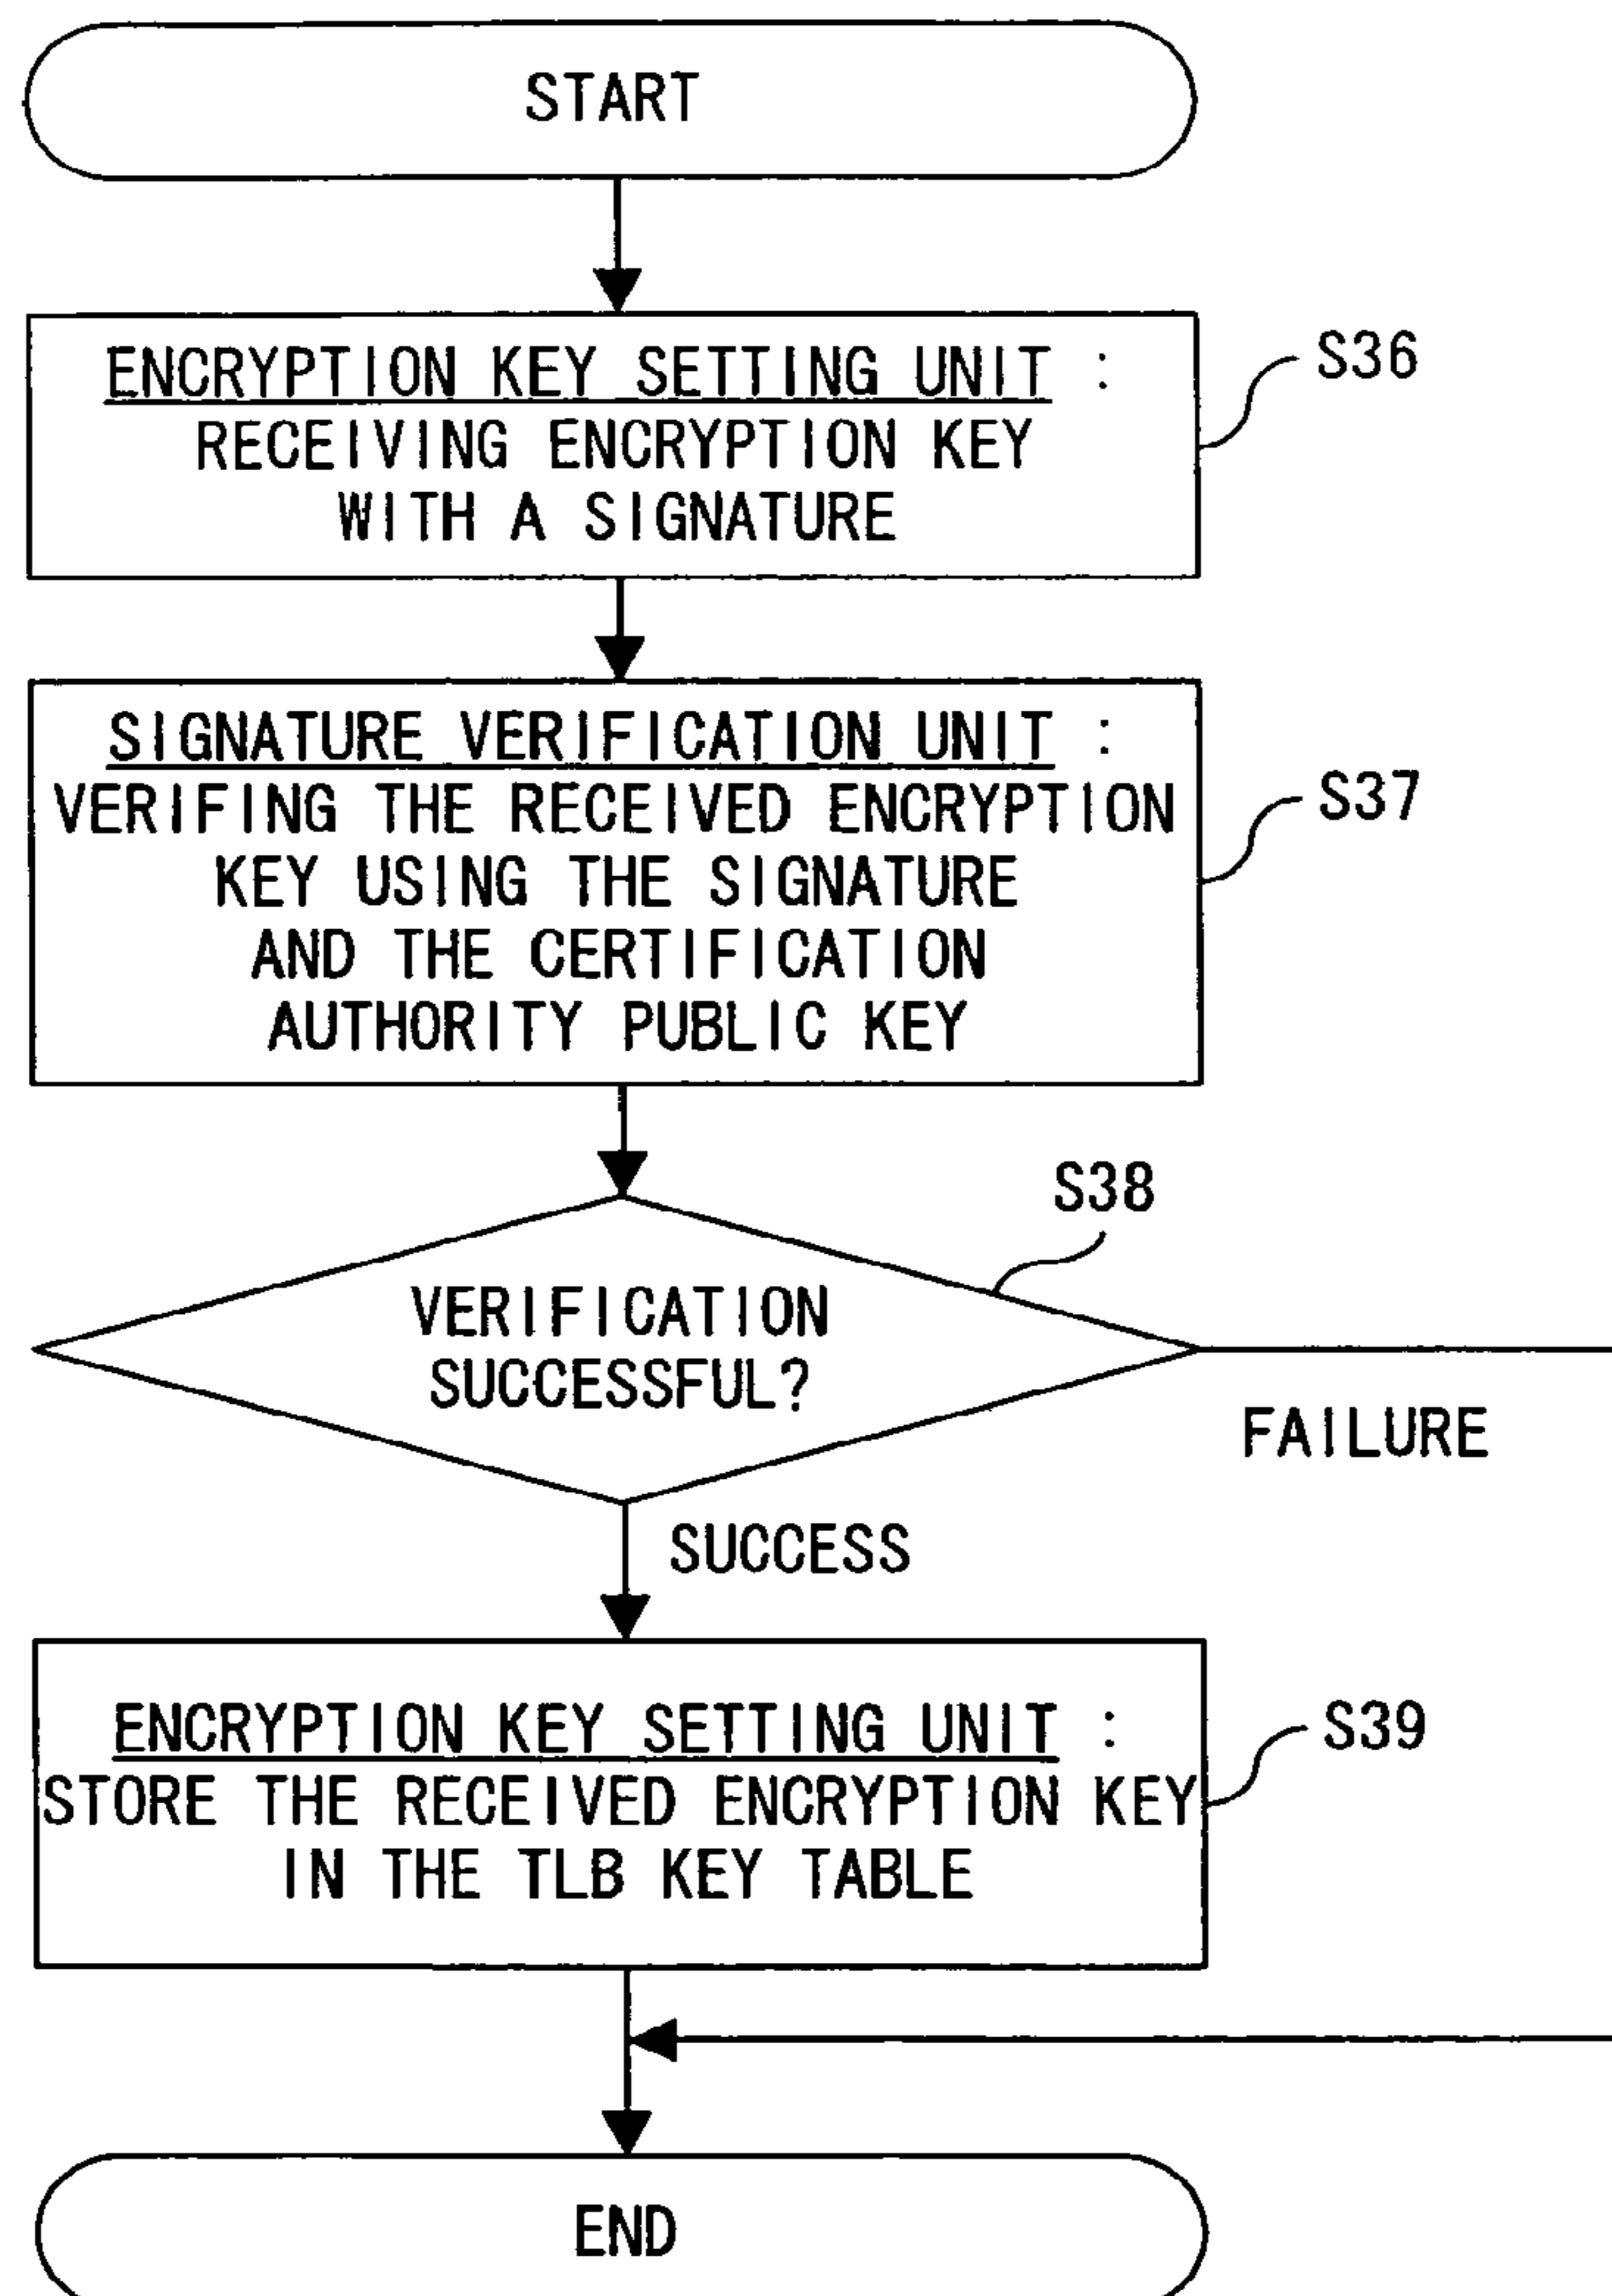 START
ENCRYPTION KEY SETTING UNIT :
RECEIVING ENCRYPTION KEY
WITH A SIGNATURE
S36
SIGNATURE VERIFICATION UNIT :
VERIFING THE RECEIVED ENCRYPTION
KEY USING THE SIGNATURE
AND THE CERTIFICATION
AUTHORITY PUBLIC KEY
S37
S38
VERIFICATION
SUCCESSFUL?
FAILURE
SUCCESS
ENCRYPTION KEY SETTING UNIT :
STORE THE RECEIVED ENCRYPTION KEY
IN THE TLB KEY TABLE
S39
END